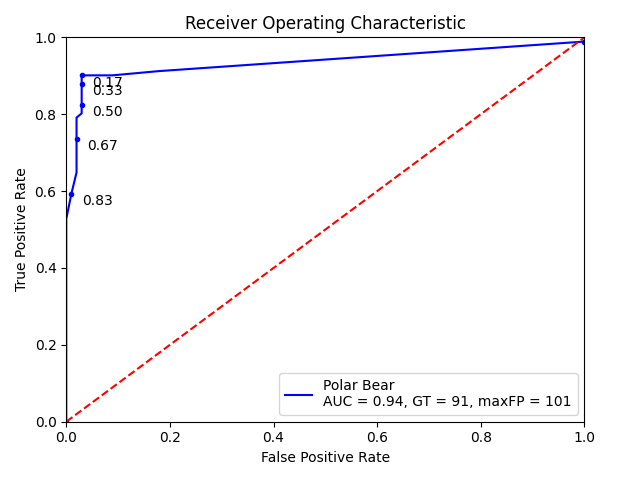 Receiver Operating Characteristic
1.0
0.8
0.6
0.4
0.2
0.0
True Positive Rate
0.17
0.33
0.50
0.67
0.83
Polar Bear
AUC = 0.94, GT = 91, maxFP = 101
0.0 0.2 0.4 0.6 0.8 1.0
False Positive Rate